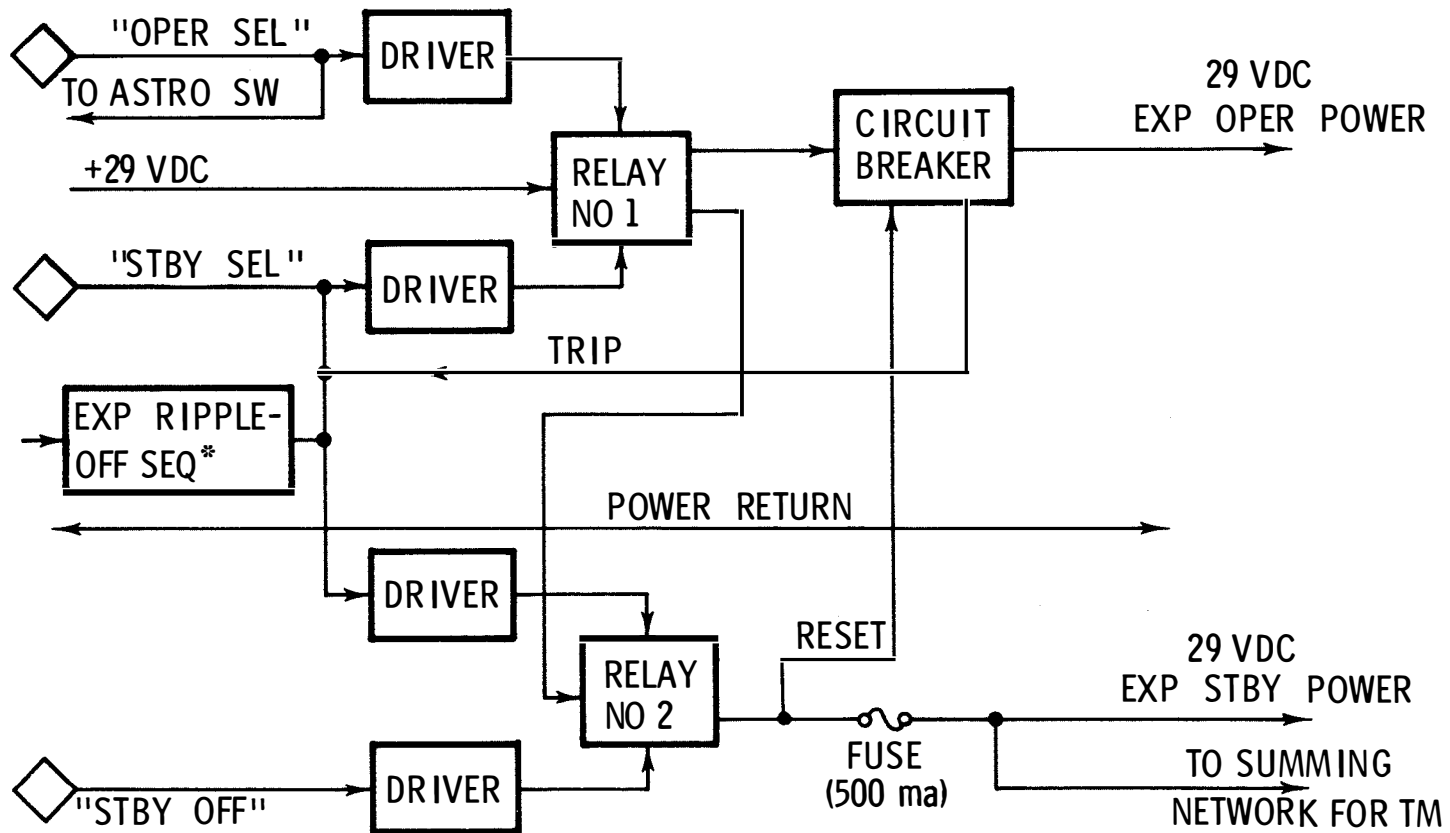 "OPER SEL"
DRIVER
TO ASTRO SW
29 VDC
EXP OPER POWER
CIRCUIT
BREAKER
+29 VDC
RELAY
NO 1
"STBY SEL"
DRIVER
TRIP
EXP RIPPLE-
OFF SEQ*
POWER RETURN
DRIVER
RESET
RELAY
NO 2
29 VDC
EXP STBY POWER
FUSE
(500 ma)
TO SUMMING
NETWORK FOR TM
DRIVER
"STBY OFF"